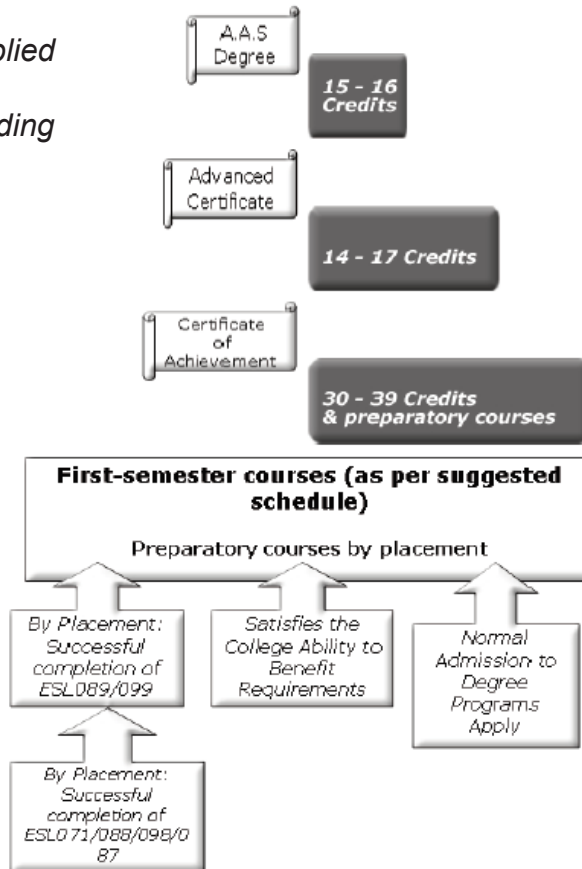 plied
ding
A.A.S
Degree
15 - 16
Credits
Advanced
Certificate
14 - 17 Credits
Certificate
of
Achievement
30 - 39 Credits
& preparatory courses
First-semester courses (as per suggested
schedule)
Preparatory courses by placement
By Placement:
Successful
completion of
ESL089/099
Satisfies the
College Ability to
Benefit
Requirements
Normal
Admission to
Degree
Programs
Apply
By Placement:
Successful
completion of
ESL071/088/098/0
87